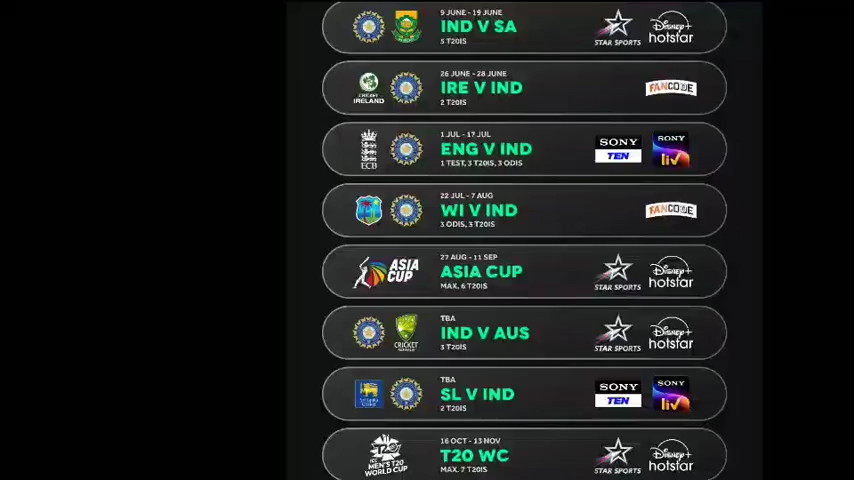 9 JUNE - 19 JUNE
IND V SA
5 T20IS
STAR SPORTS
DISNEY+
hotstar
26 JUNE - 28 JUNE
IRE V IND
2 T20IS
CRICKET
IRELAND
FANCODE
1 JUL - 17 JUL
ENG V IND
1 TEST, 3 T20IS, 3 ODIS
ECB
SONY
TEN
SONY
liv
22 JUL - 7 AUG
WI V IND
3 ODIS, 3 T20IS
FANCODE
27 AUG - 11 SEP
ASIA CUP
MAX. 6 T20IS
ASIA
CUP
STAR SPORTS
DISNEY+
hotstar
TBA
IND V AUS
3 T20IS
CRICKET
STAR SPORTS
DISNEY+
hotstar
TBA
SL V IND
2 T20IS
SONY
TEN
SONY
liv
16 OCT - 13 NOV
T20 WC
MAX. 7 T20IS
T20
ICC
MEN'S T20
WORLD CUP
STAR SPORTS
DISNEY+
hotstar